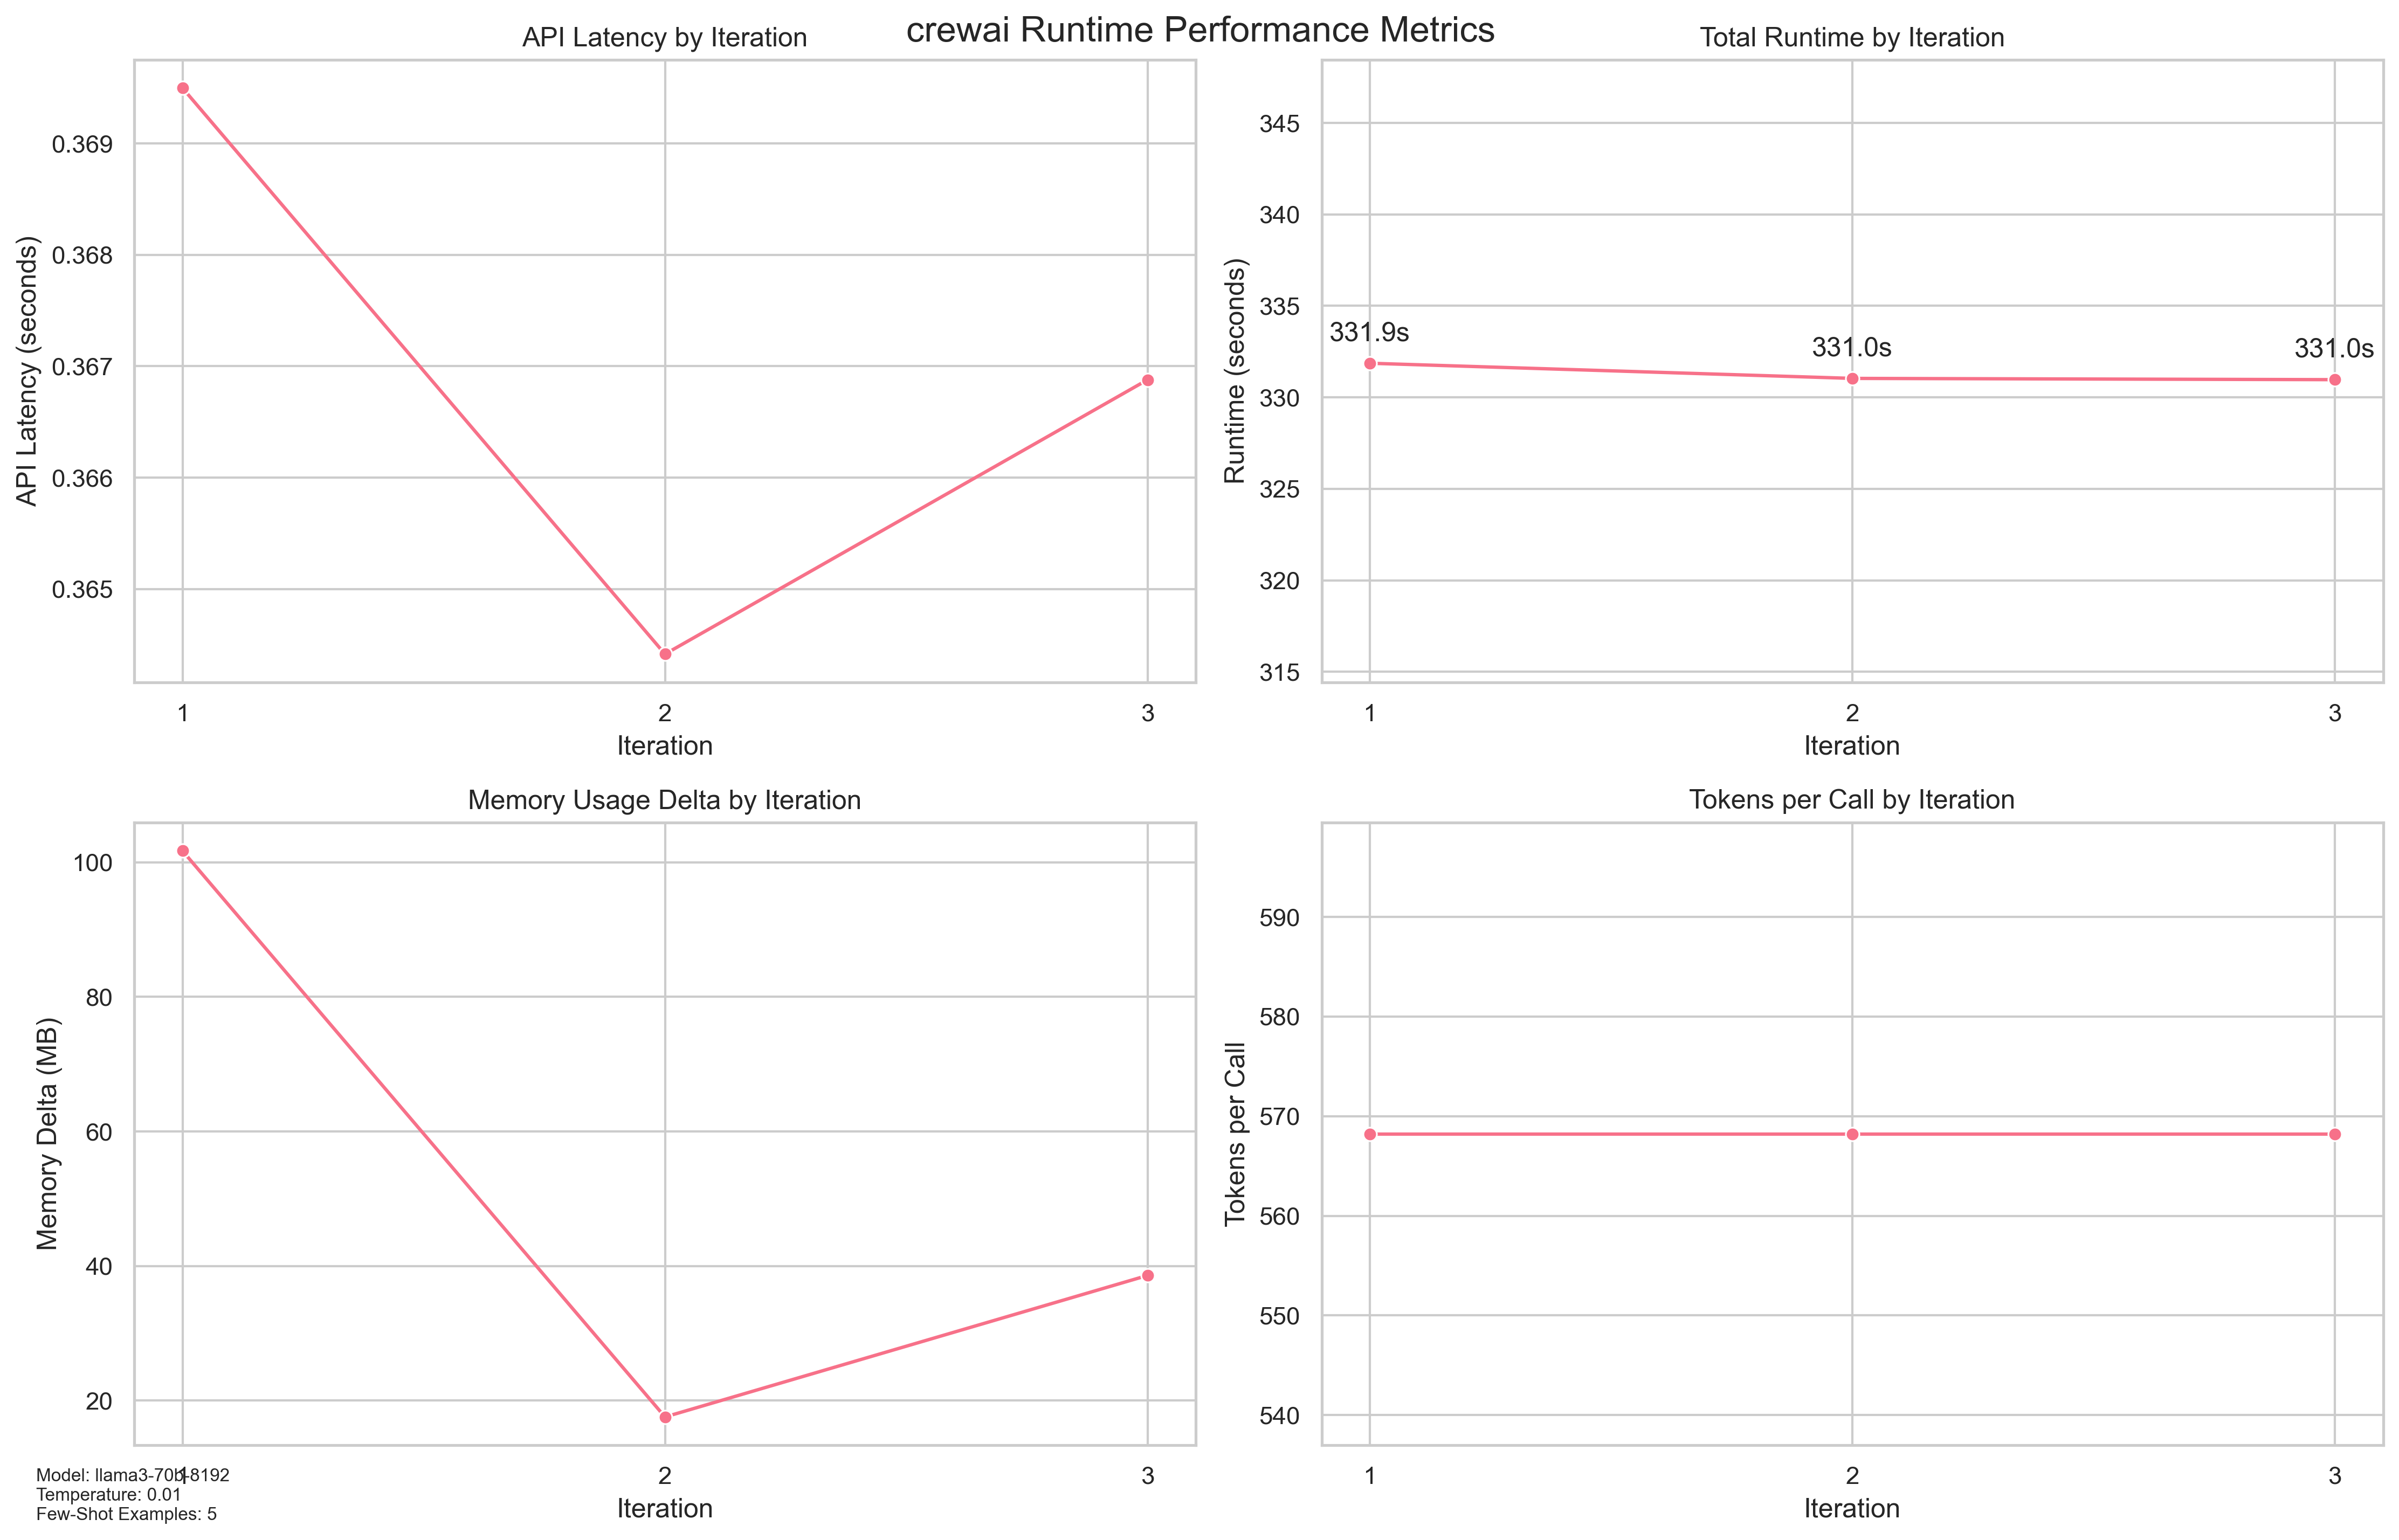 crewai Runtime Performance Metrics
API Latency by Iteration
0.369
0.368
0.367
0.366
0.365
API Latency (seconds)
1 2 3
Iteration
Total Runtime by Iteration
345
340
335
330
325
320
315
Runtime (seconds)
331.9s
331.0s
331.0s
1 2 3
Iteration
Memory Usage Delta by Iteration
100
80
60
40
20
Memory Delta (MB)
1 2 3
Iteration
Tokens per Call by Iteration
590
580
570
560
550
540
Tokens per Call
1 2 3
Iteration
Model: llama3-70b-8192
Temperature: 0.01
Few-Shot Examples: 5